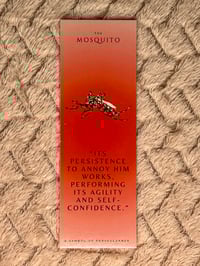 THE
MOSQUITO
"ITS
PERSISTENCE
TO ANNOY HIM
WORKS,
PERFORMING
ITS AGILITY
AND SELF-
CONFIDENCE."
A SYMBOL OF PERSEVERANCE